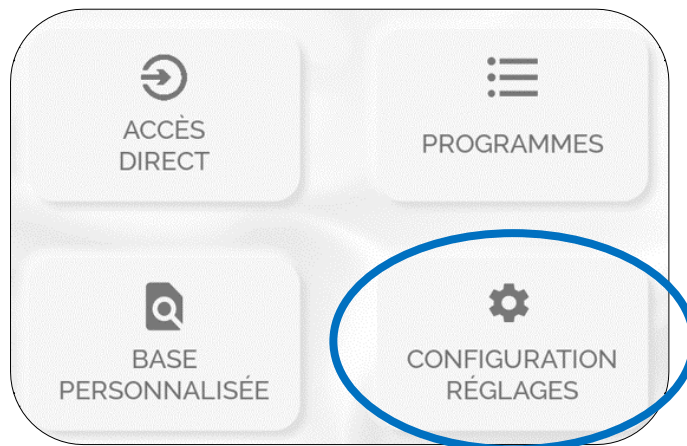 ACCÈS
DIRECT
PROGRAMMES
BASE
PERSONNALISÉE
CONFIGURATION
RÉGLAGES